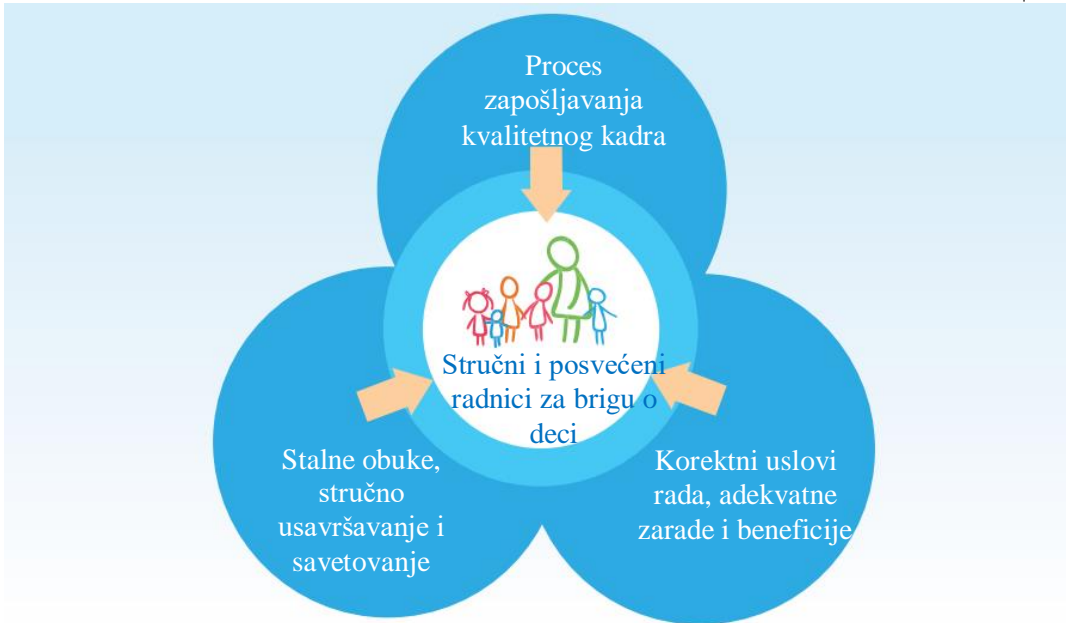 Proces
zapošljavanja
kvalitetnog kadra
Stručni i posvećeni
radnici za brigu o
deci
Stalne obuke,
stručno
usavršavanje i
savetovanje
Korektni uslovi
rada, adekvatne
zarade i beneficije